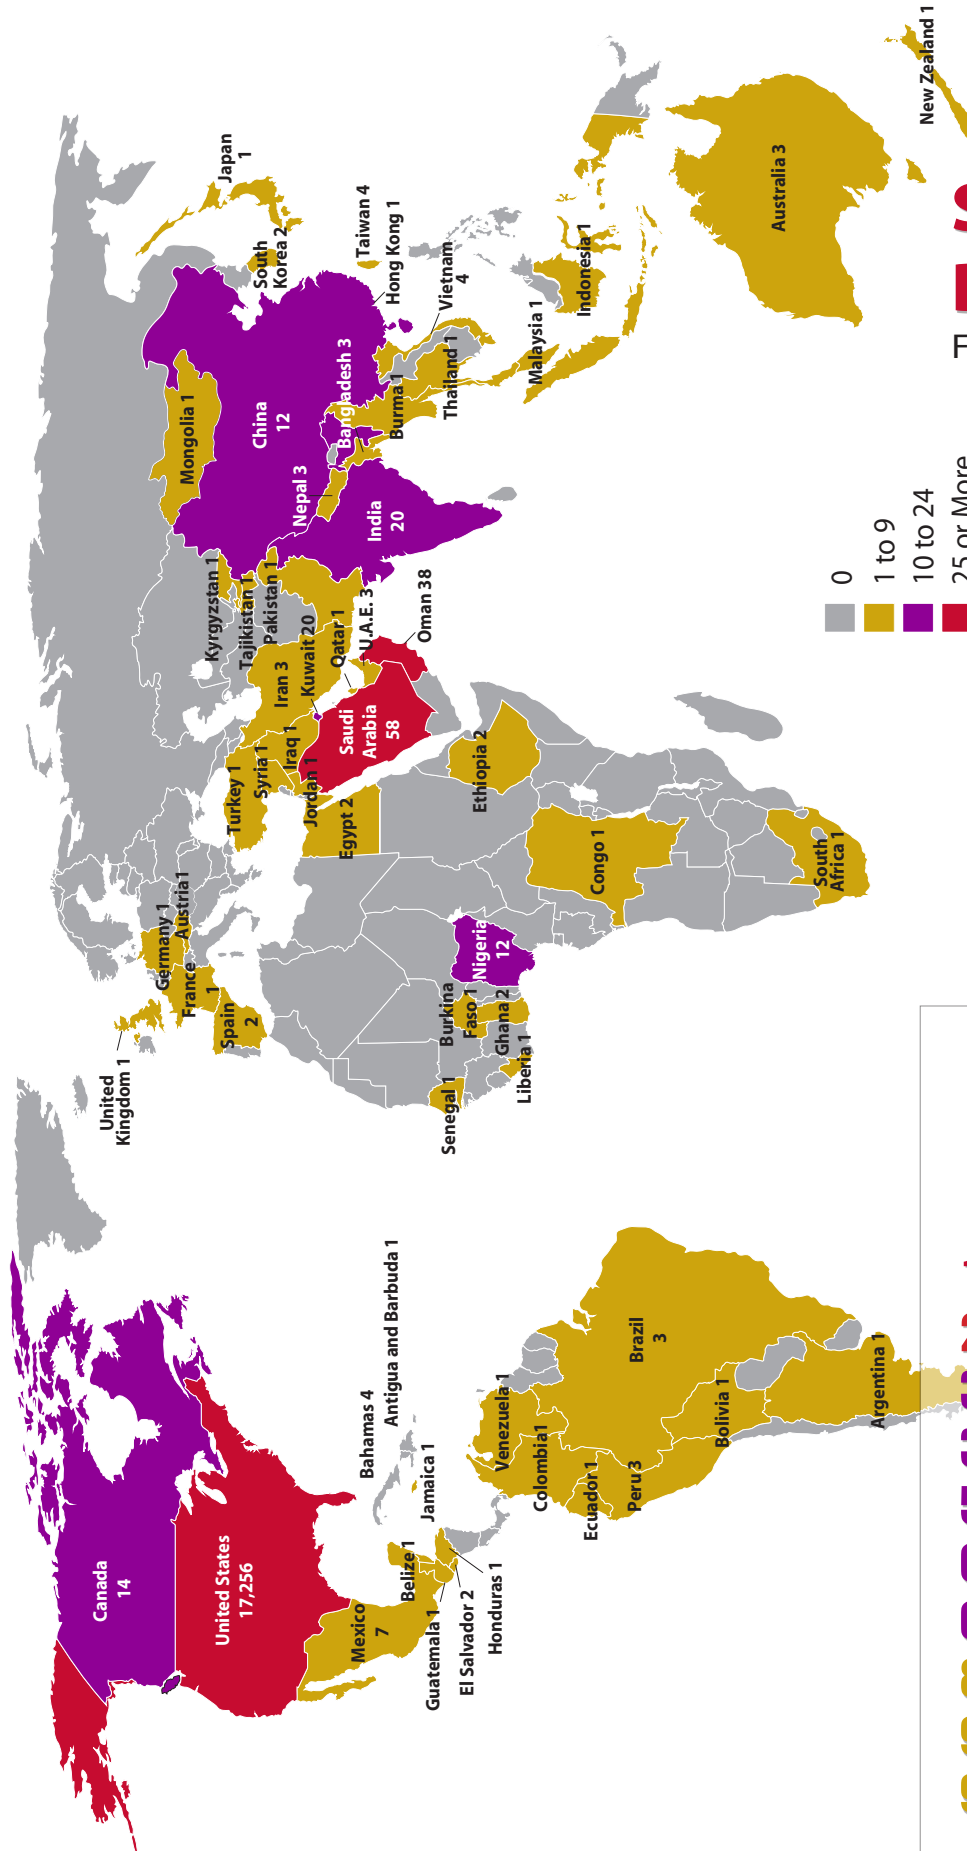 Canada
14
United States
17,256
Mexico
7
Belize 1
Guatemala 1
El Salvador 2
Honduras 1
Bahamas 4
Antigua and Barbuda 1
Jamaica 1
Venezuela 1
Colombia1
Ecuador 1
Peru 3
Brazil
3
Bolivia 1
Argentina 1
United
Kingdom 1
Germany 1
Austria1
France
1
Spain
2
Senegal 1
Burkina
Faso 1
Ghana 2
Liberia 1
Nigeria
12
Egypt 2
Ethiopia 2
Congo 1
South
Africa 1
Turkey 1
Syria 1
Iraq 1
Jordan 1
Iran 3
Kuwait 20
Saudi
Arabia
58
Qatar 1
U.A.E. 3
Oman 38
Kyrgyzstan 1
Tajikistan 1
Pakistan 1
Mongolia 1
China
12
Nepal 3
India
20
Bangladesh 3
Burma 1
Thailand 1
Vietnam
4
Hong Kong 1
Taiwan 4
South
Korea 2
Japan
1
Malaysia 1
Indonesia 1
Australia 3
New Zealand 1
0
1 to 9
10 to 24
25 or More